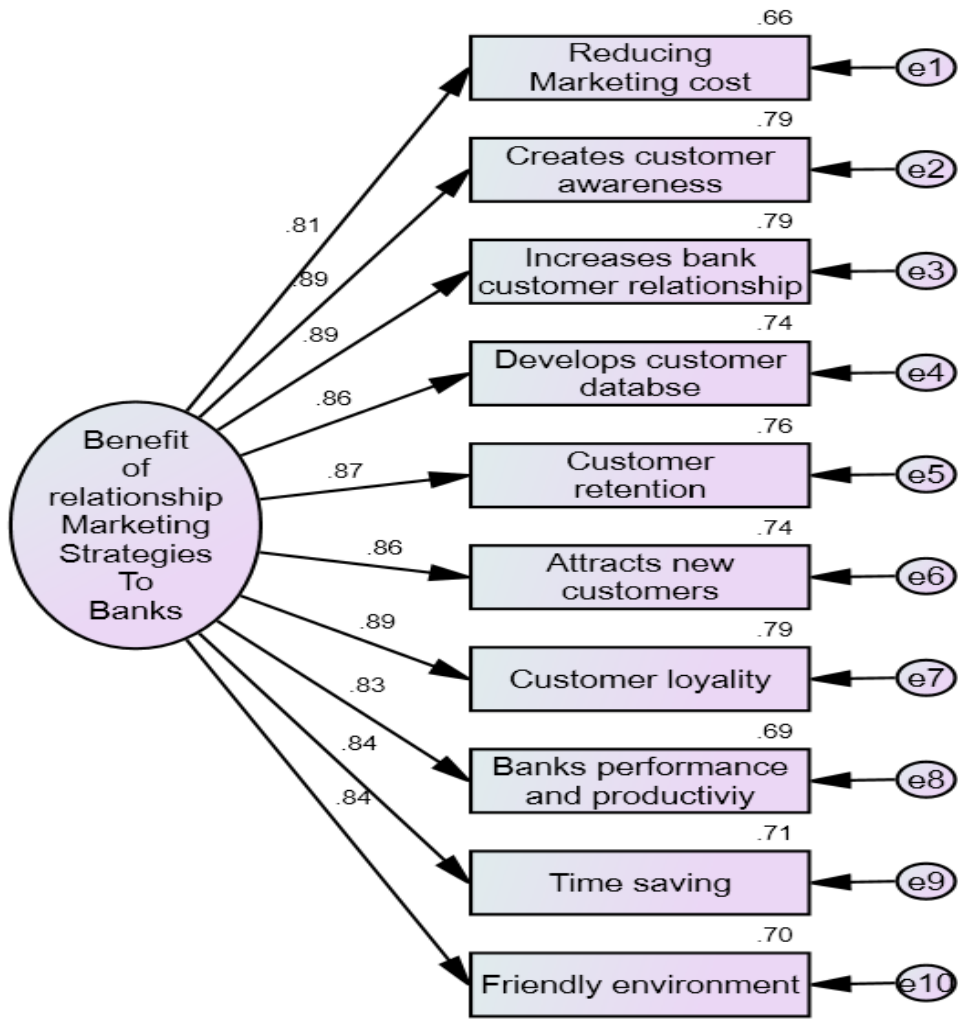 .66
Reducing
Marketing cost
e1
.79
Creates customer
awareness
e2
.79
Increases bank
customer relationship
e3
.74
Develops customer
databse
e4
.76
Customer
retention
e5
.74
Attracts new
customers
e6
.79
Customer loyality
e7
.69
Banks performance
and productiviy
e8
.71
Time saving
e9
.70
Friendly environment
e10
.81
.89
.89
.86
.87
.86
.89
.83
.84
.84
Benefit
of
relationship
Marketing
Strategies
To
Banks